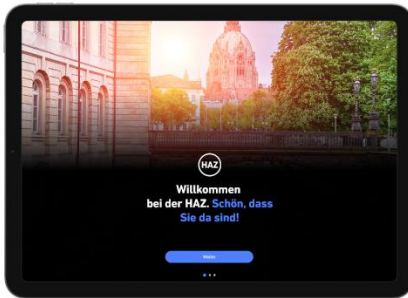 HAZ
Willkommen
bei der HAZ. Schön, dass
Sie da sind!
Weiter